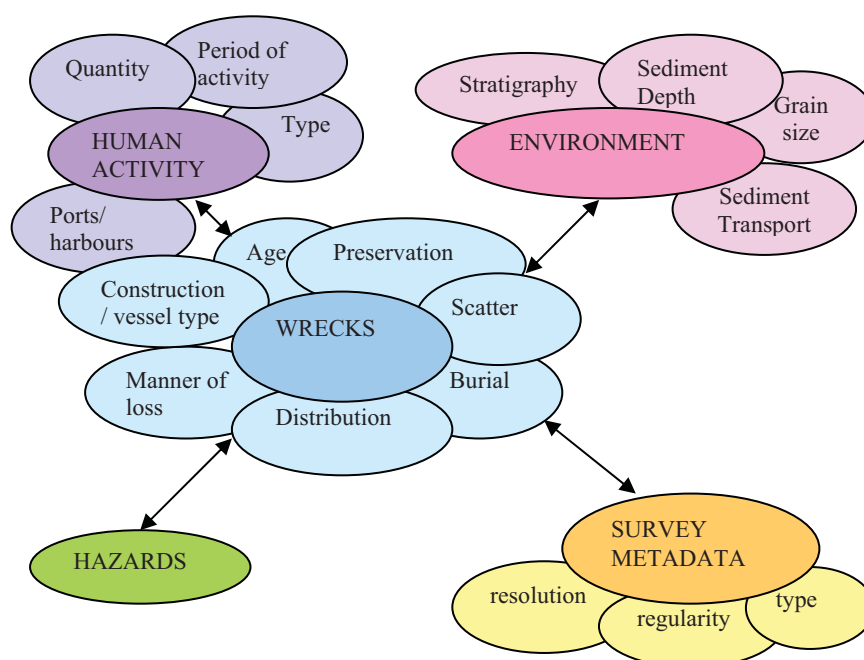 Quantity
Period of
activity
Type
HUMAN
ACTIVITY
Ports/
harbours
Stratigraphy
Sediment
Depth
Grain
size
ENVIRONMENT
Sediment
Transport
Age
Preservation
Construction
/ vessel type
Scatter
WRECKS
Manner of
loss
Burial
Distribution
HAZARDS
SURVEY
METADATA
resolution
regularity
type